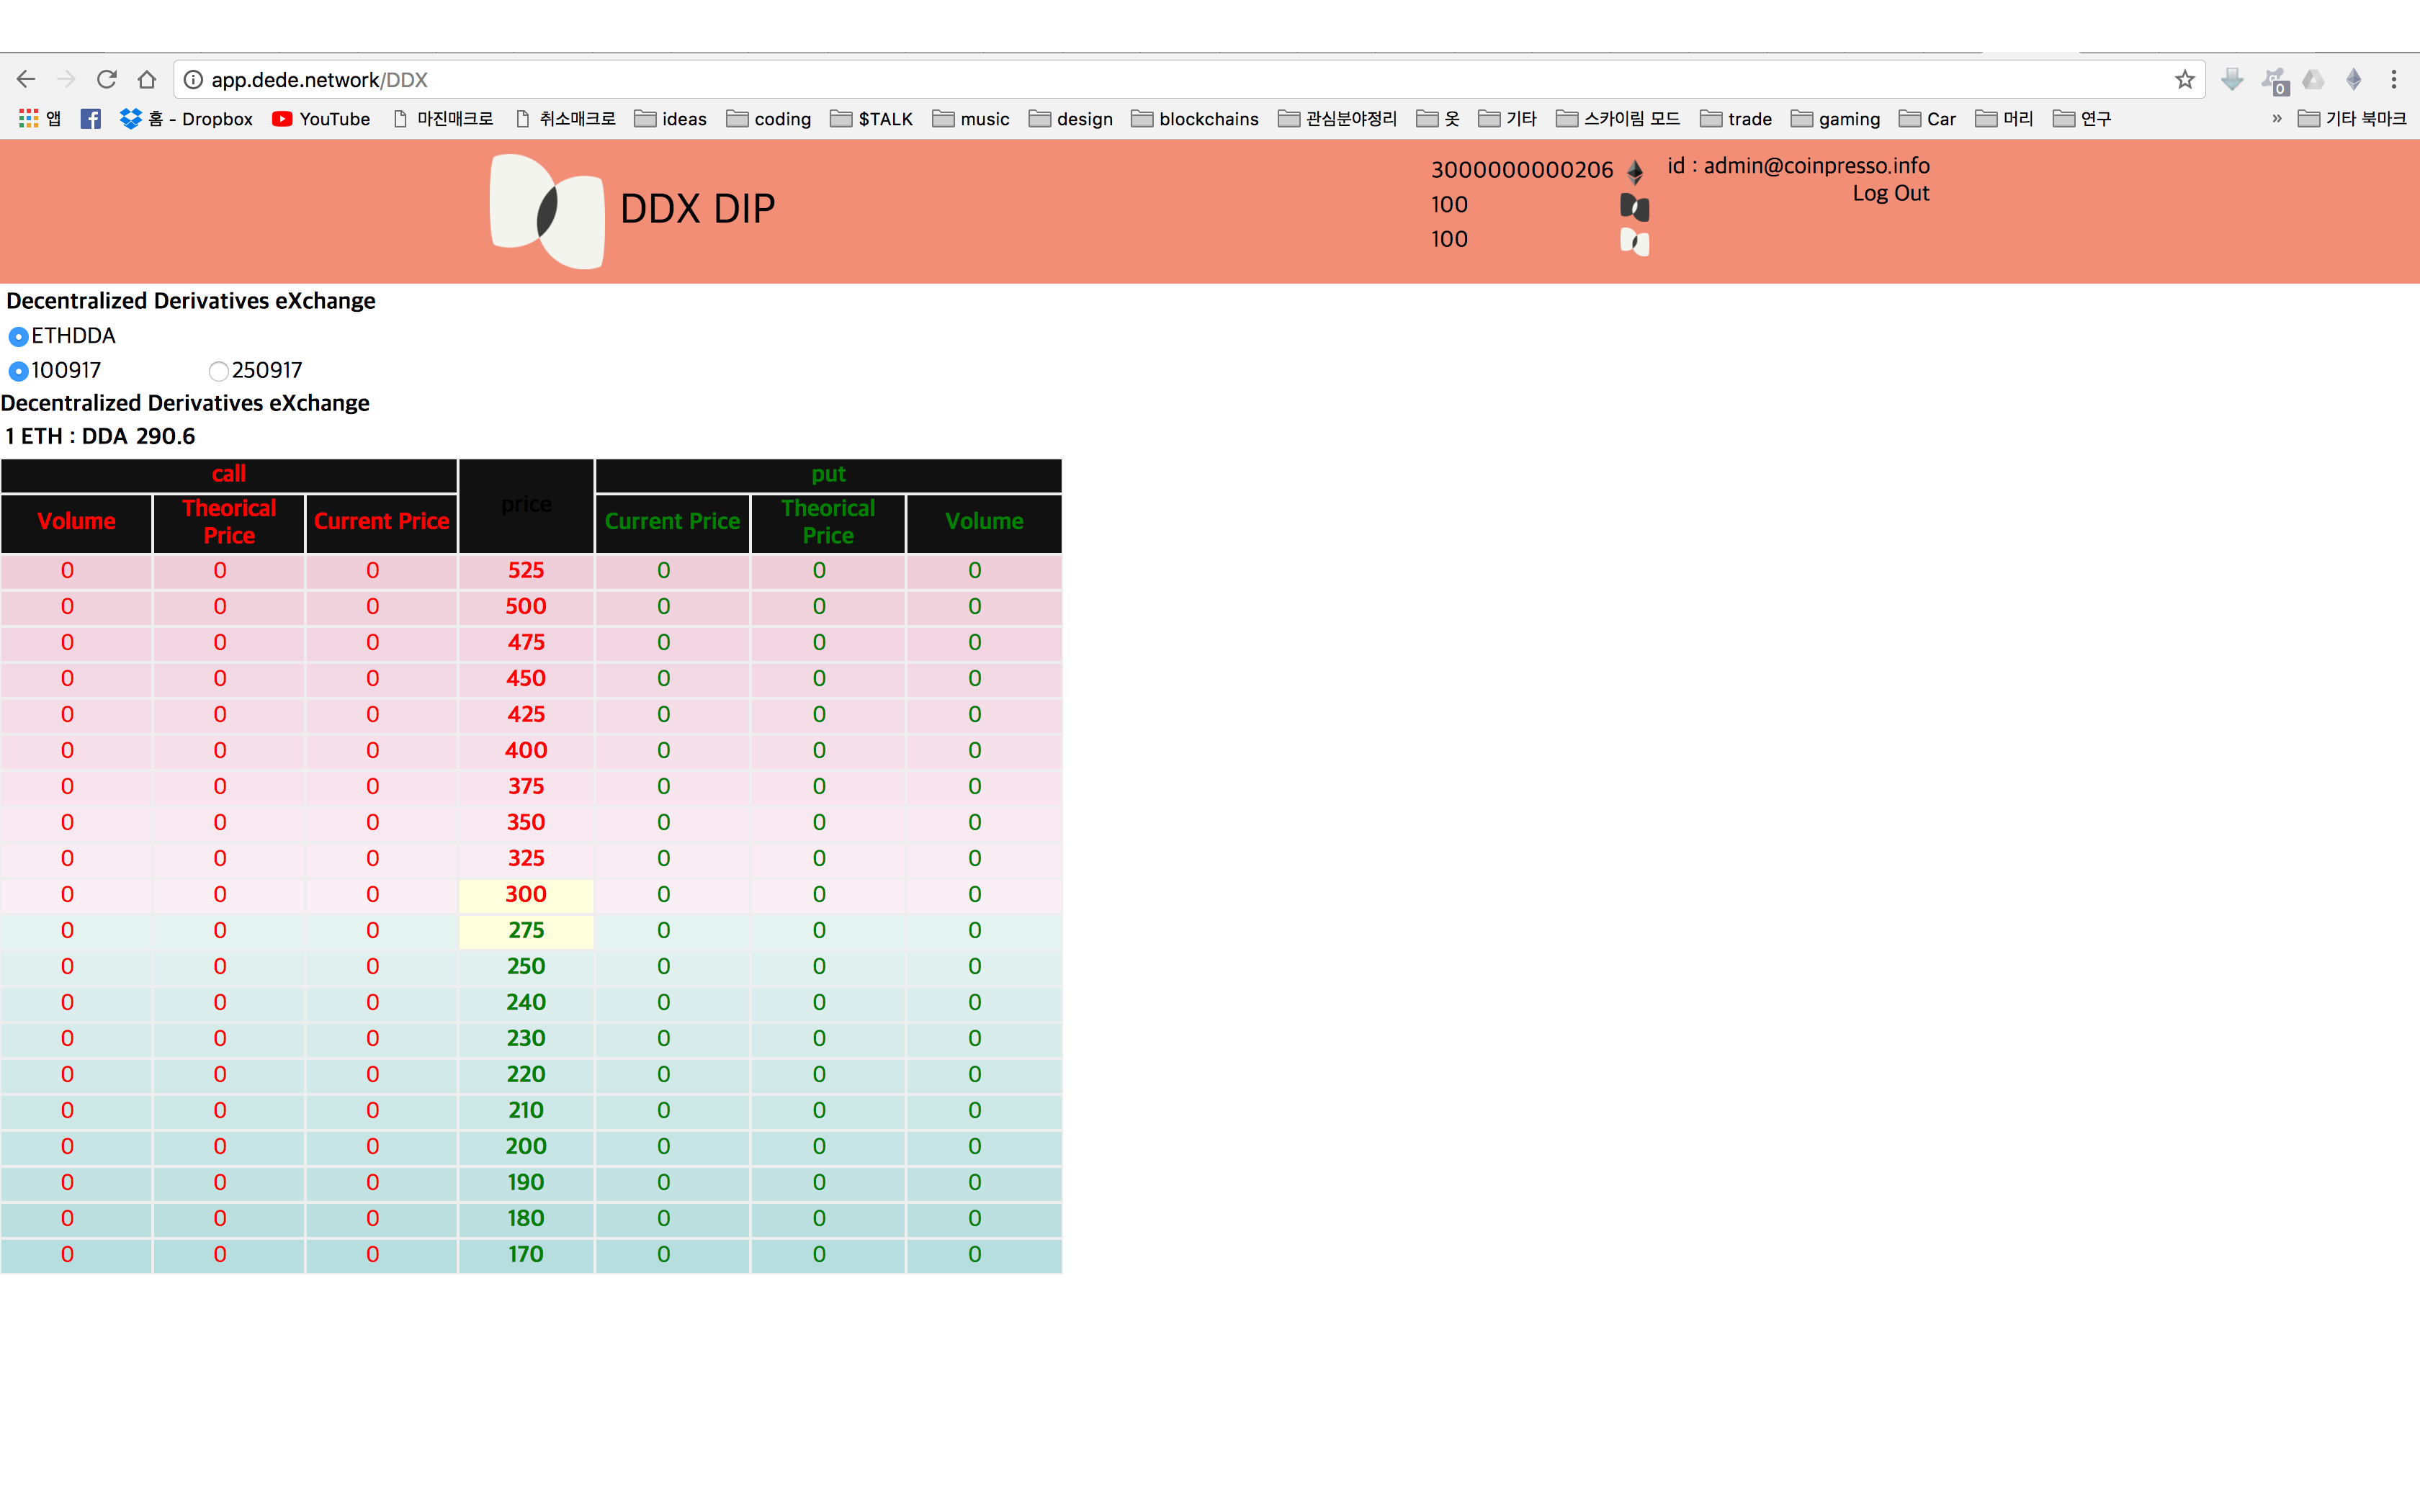 app.dede.network/DDX
앱 홈 - Dropbox YouTube 마진매크로 취소매크로 ideas coding $TALK music design blockchains 관심분야정리 옷 기타 스카이림 모드 trade gaming Car 머리 연구 » 기타 북마크
0
DDX DIP
3000000000206
100
100
id : admin@coinpresso.info
Log Out
Decentralized Derivatives eXchange
ETHDDA
100917 250917
Decentralized Derivatives eXchange
1 ETH : DDA 290.6
call price put
Volume Theorical Price Current Price Current Price Theorical Price Volume
0 0 0 525 0 0 0
0 0 0 500 0 0 0
0 0 0 475 0 0 0
0 0 0 450 0 0 0
0 0 0 425 0 0 0
0 0 0 400 0 0 0
0 0 0 375 0 0 0
0 0 0 350 0 0 0
0 0 0 325 0 0 0
0 0 0 300 0 0 0
0 0 0 275 0 0 0
0 0 0 250 0 0 0
0 0 0 240 0 0 0
0 0 0 230 0 0 0
0 0 0 220 0 0 0
0 0 0 210 0 0 0
0 0 0 200 0 0 0
0 0 0 190 0 0 0
0 0 0 180 0 0 0
0 0 0 170 0 0 0